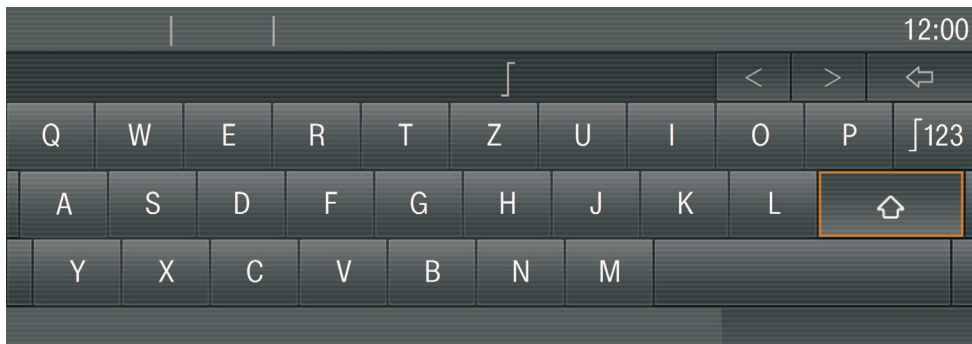 12:00
⌡ < > ⇦
Q W E R T Z U I O P ⌡123
A S D F G H J K L ⇧
Y X C V B N M